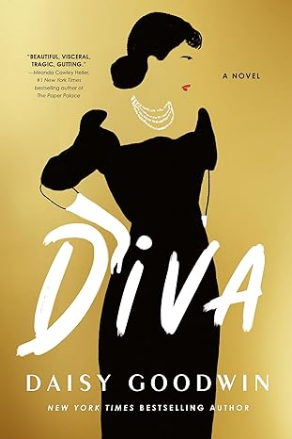 "BEAUTIFUL, VISCERAL,
TRAGIC, GUTTING."
—Miranda Cowley Heller,
#1 New York Times
bestselling author of
The Paper Palace
A NOVEL
DiVA
DAISY GOODWIN
NEW YORK TIMES BESTSELLING AUTHOR